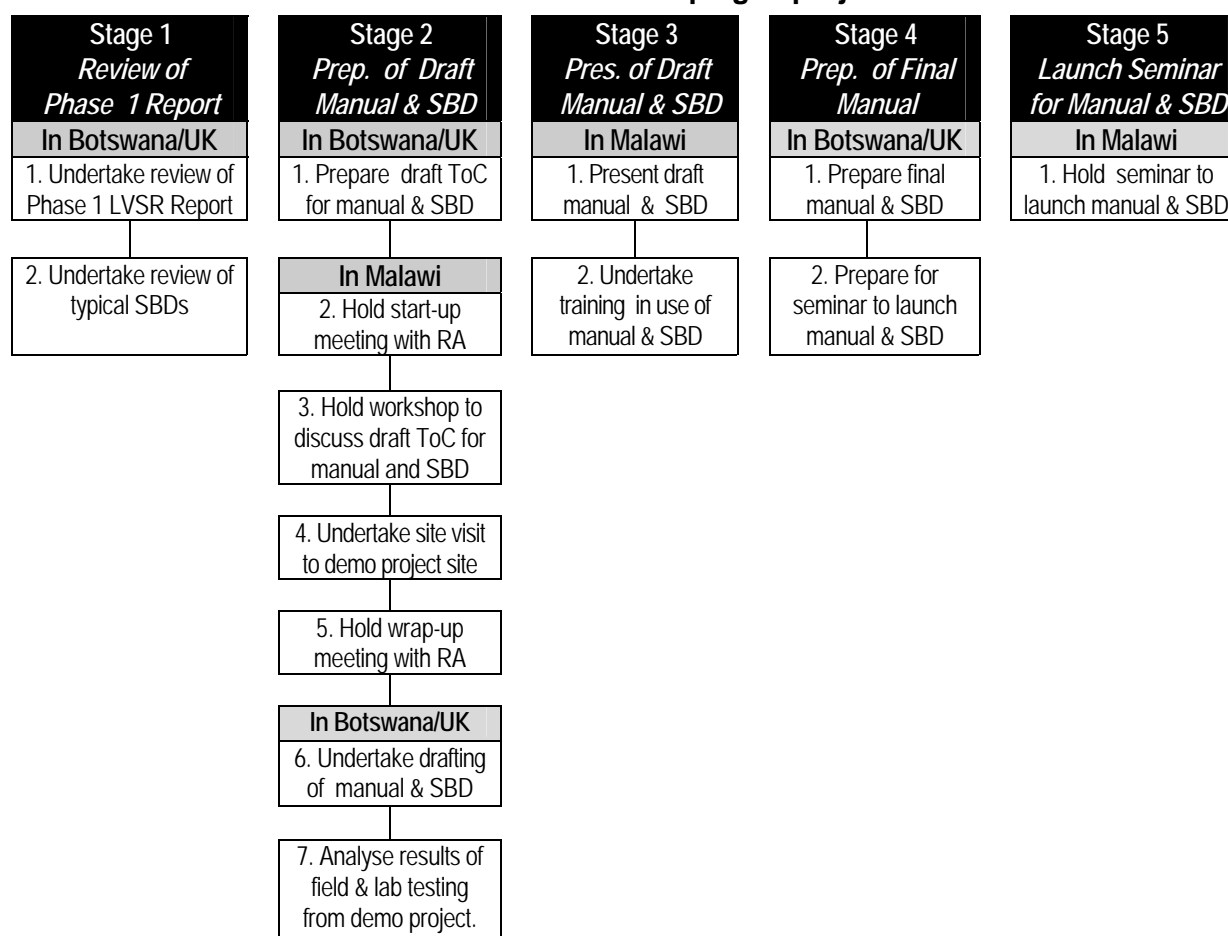 Stage 1
Review of
Phase 1 Report
In Botswana/UK
1. Undertake review of
Phase 1 LVSR Report
2. Undertake review of
typical SBDs
Stage 2
Prep. of Draft
Manual & SBD
In Botswana/UK
1. Prepare draft ToC
for manual & SBD
In Malawi
2. Hold start-up
meeting with RA
3. Hold workshop to
discuss draft ToC for
manual and SBD
4. Undertake site visit
to demo project site
5. Hold wrap-up
meeting with RA
In Botswana/UK
6. Undertake drafting
of manual & SBD
7. Analyse results of
field & lab testing
from demo project.
Stage 3
Pres. of Draft
Manual & SBD
In Malawi
1. Present draft
manual & SBD
2. Undertake
training in use of
manual & SBD
Stage 4
Prep. of Final
Manual
In Botswana/UK
1. Prepare final
manual & SBD
2. Prepare for
seminar to launch
manual & SBD
Stage 5
Launch Seminar
for Manual & SBD
In Malawi
1. Hold seminar to
launch manual & SBD